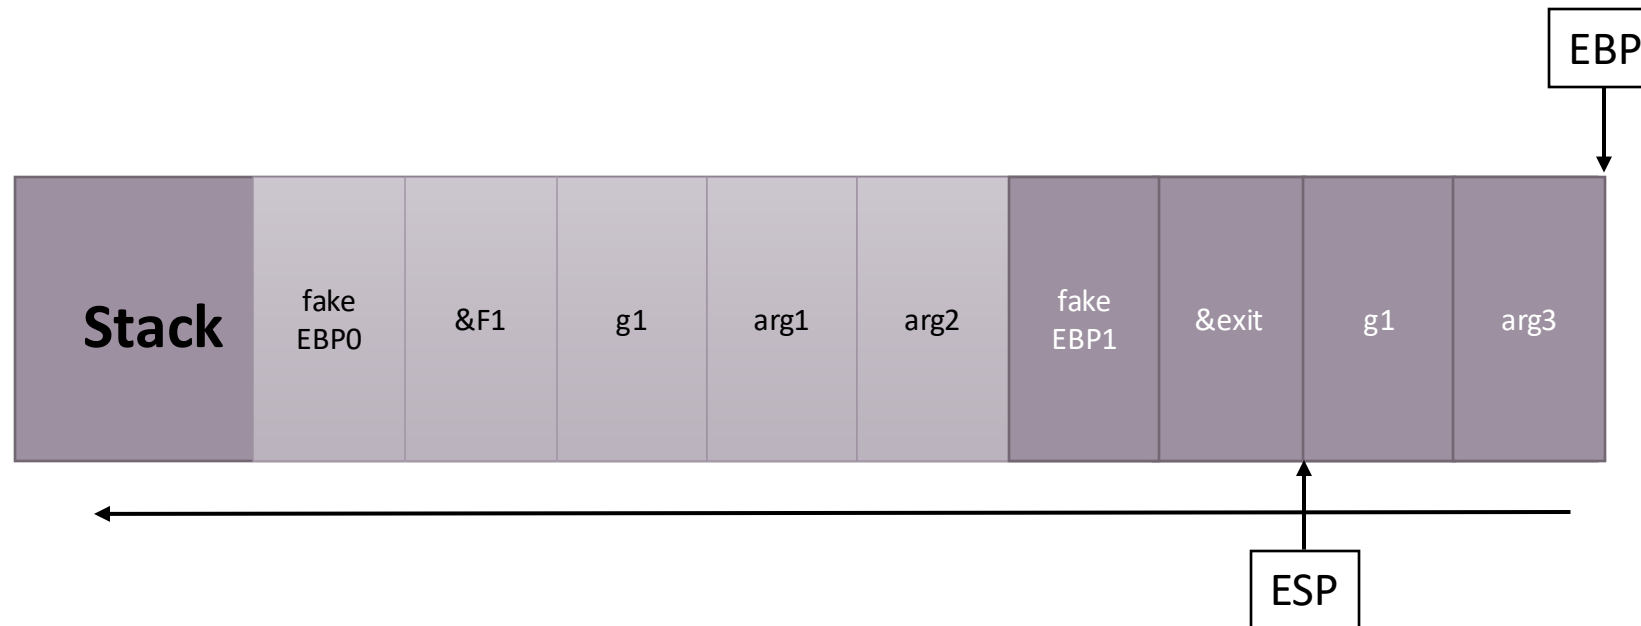 EBP
Stack
fake
EBP0
&F1
g1
arg1
arg2
fake
EBP1
&exit
g1
arg3
ESP